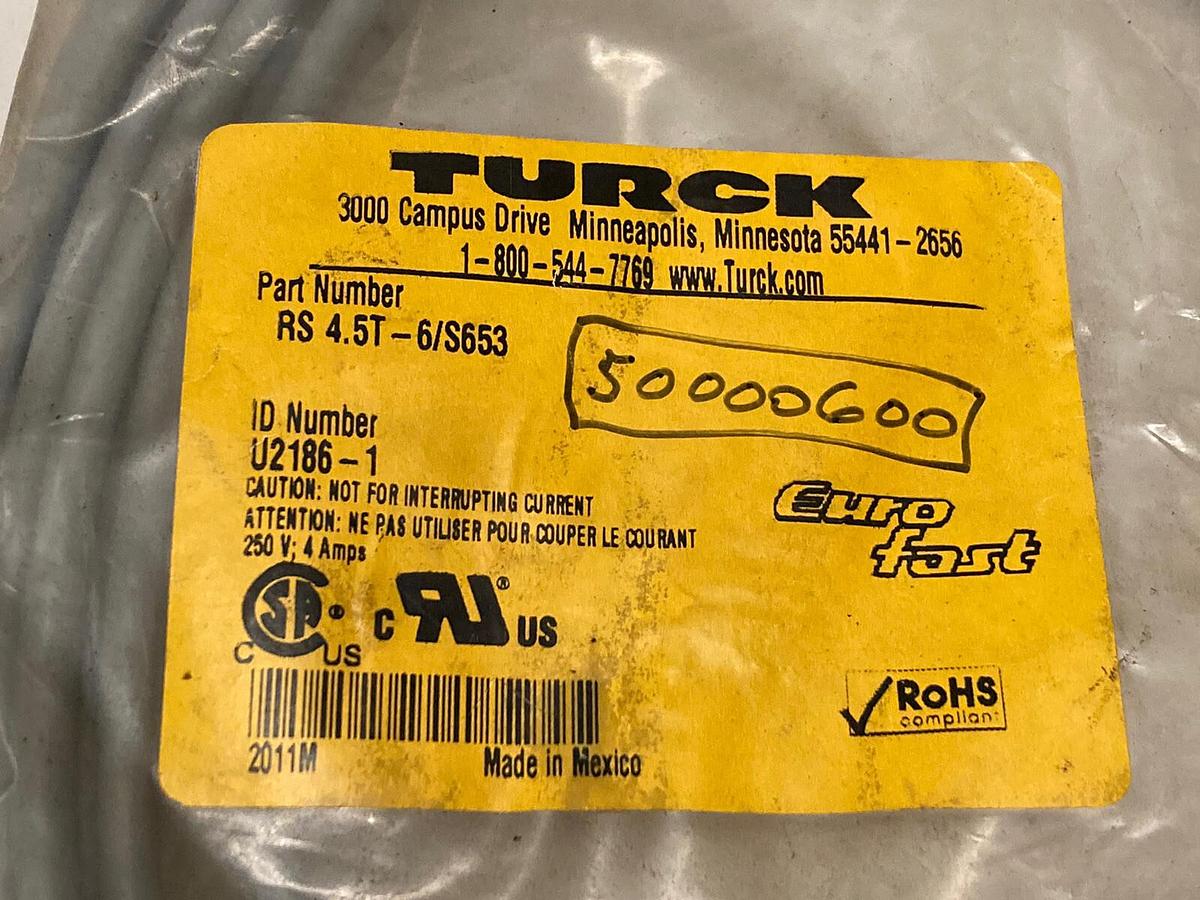 TURCK
3000 Campus Drive Minneapolis, Minnesota 55441-2656
1-800-544-7769 www.Turck.com
Part Number
RS 4.5T-6/S653
50000600
ID Number
U2186-1
CAUTION: NOT FOR INTERRUPTING CURRENT
ATTENTION: NE PAS UTILISER POUR COUPER LE COURANT
250 V; 4 Amps
Euro
fast
SA ®
C US
c RU ® US
RoHS
compliant
2011M Made in Mexico